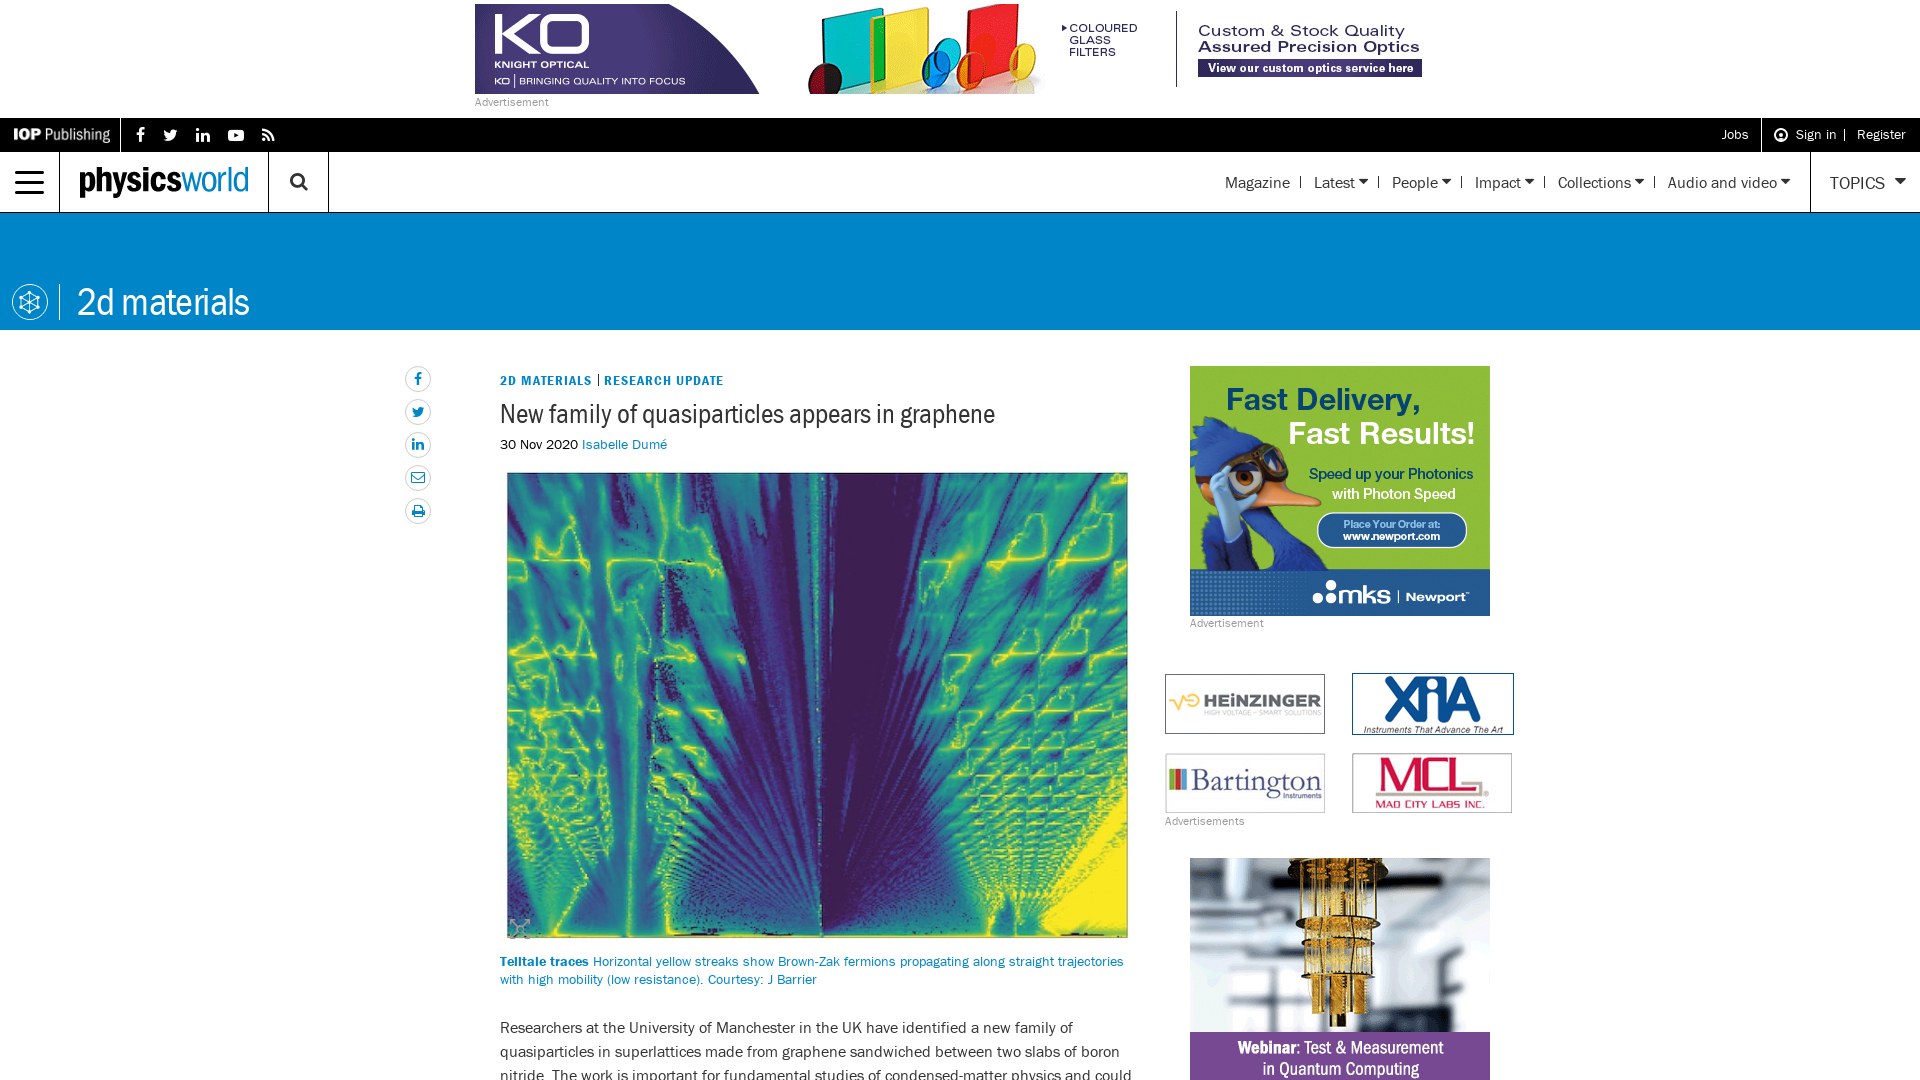 KO
KNIGHT OPTICAL
KO | BRINGING QUALITY INTO FOCUS
COLOURED
GLASS
FILTERS
Custom & Stock Quality
Assured Precision Optics
View our custom optics service here
Advertisement
IOP Publishing
Jobs
Sign in
Register
physicsworld
Magazine
Latest
People
Impact
Collections
Audio and video
TOPICS
2d materials
2D MATERIALS | RESEARCH UPDATE
New family of quasiparticles appears in graphene
30 Nov 2020 Isabelle Dumé
Telltale traces Horizontal yellow streaks show Brown-Zak fermions propagating along straight trajectories
with high mobility (low resistance). Courtesy: J Barrier
Researchers at the University of Manchester in the UK have identified a new family of
quasiparticles in superlattices made from graphene sandwiched between two slabs of boron
nitride. The work is important for fundamental studies of condensed-matter physics and could
Fast Delivery,
Fast Results!
Speed up your Photonics
with Photon Speed
Place Your Order at:
www.newport.com
mks | Newport™
Advertisement
HEiNZINGER
HIGH VOLTAGE – SMART SOLUTIONS
XIA
Instruments That Advance The Art
Bartington
Instruments
MCL
MAD CITY LABS INC.
Advertisements
Webinar: Test & Measurement
in Quantum Computing